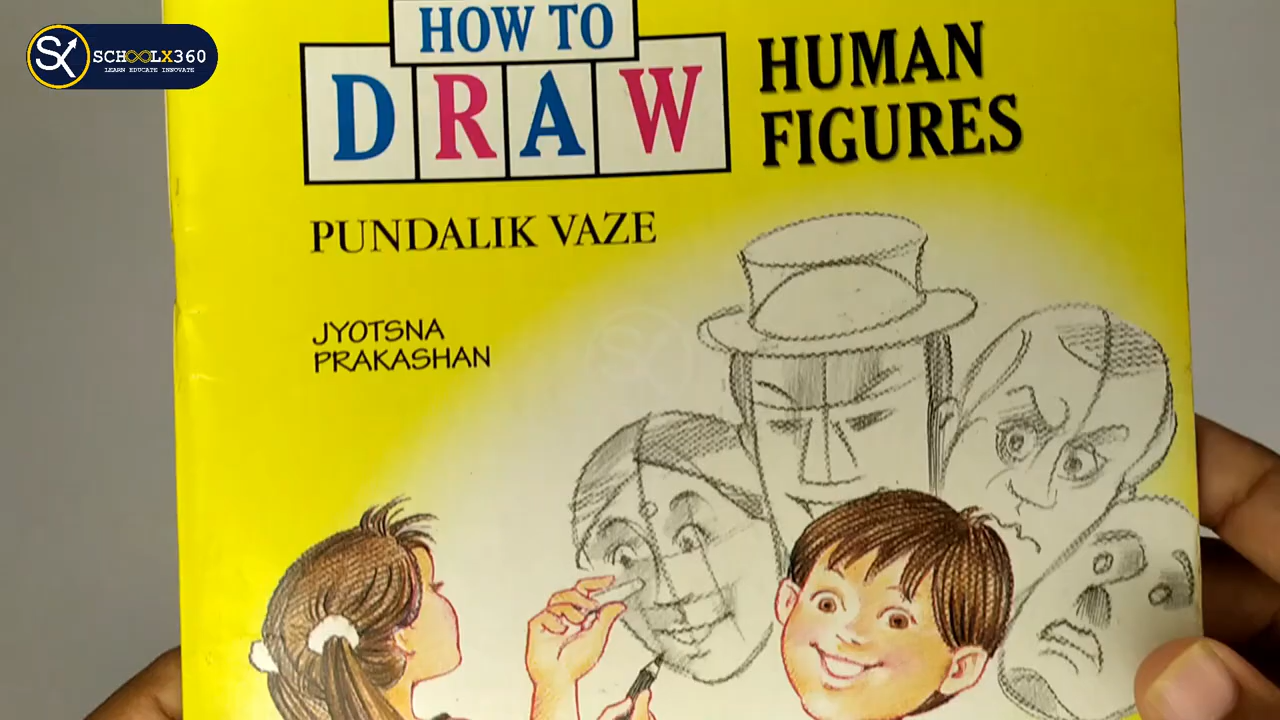 SCHOOLX360
LEARN EDUCATE INNOVATE
HOW TO
DRAW
HUMAN
FIGURES
PUNDALIK VAZE
JYOTSNA
PRAKASHAN